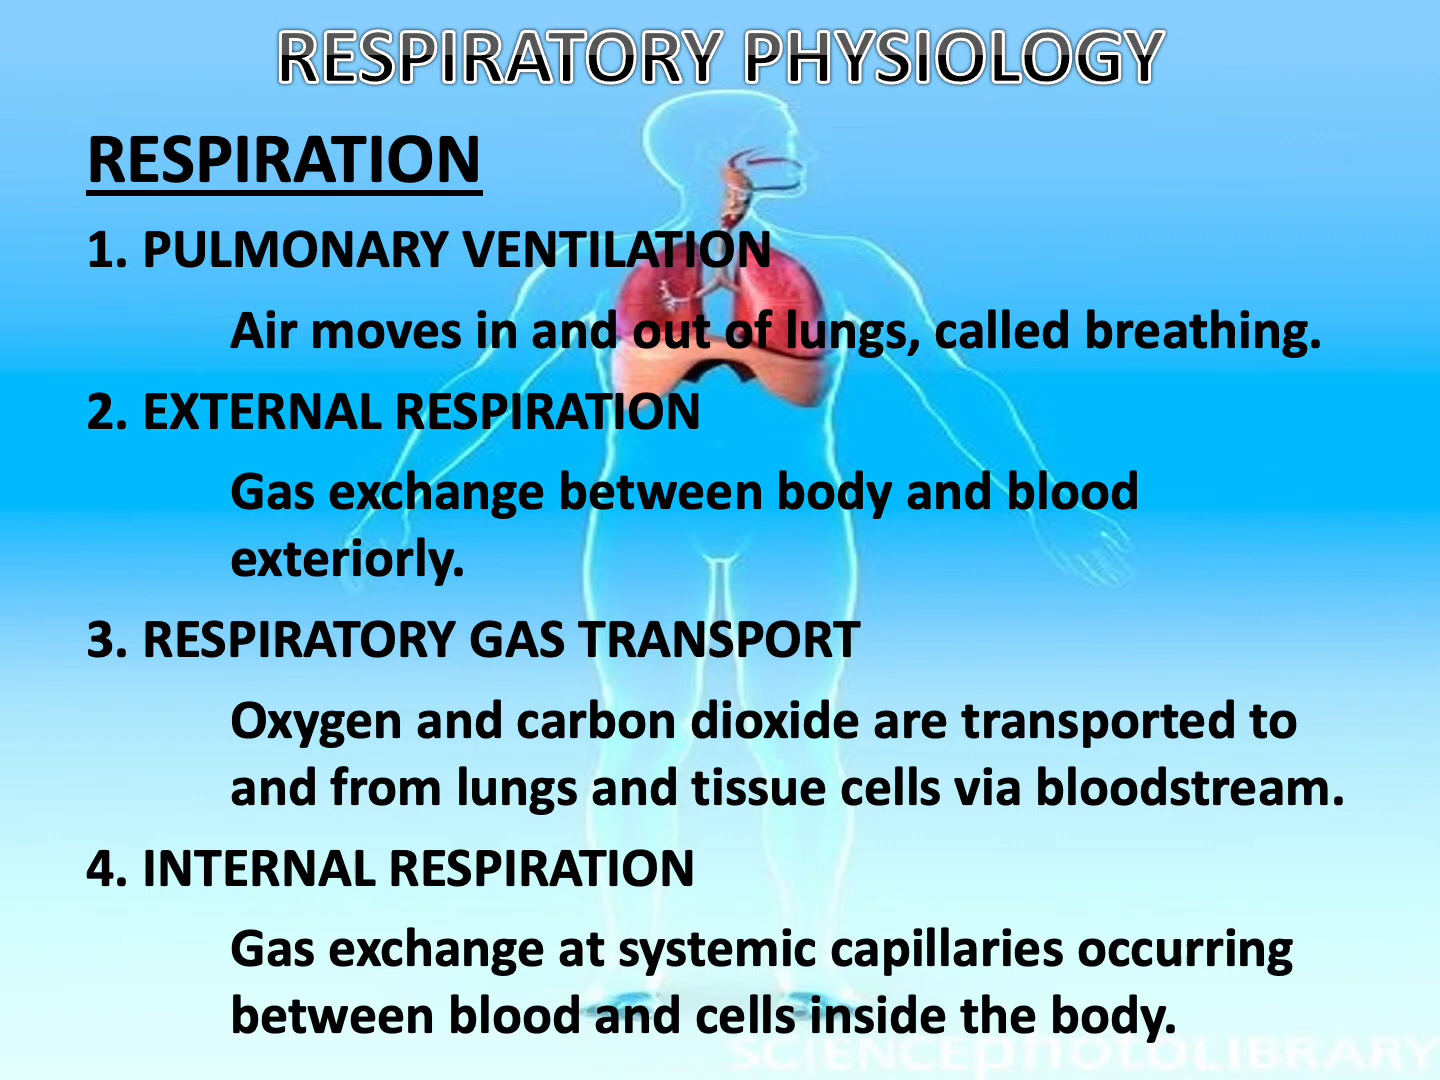 RESPIRATORY PHYSIOLOGY
RESPIRATION
1. PULMONARY VENTILATION
Air moves in and out of lungs, called breathing.
2. EXTERNAL RESPIRATION
Gas exchange between body and blood
exteriorly.
3. RESPIRATORY GAS TRANSPORT
Oxygen and carbon dioxide are transported to
and from lungs and tissue cells via bloodstream.
4. INTERNAL RESPIRATION
Gas exchange at systemic capillaries occurring
between blood and cells inside the body.
SCIENCEphotOLIBRARY